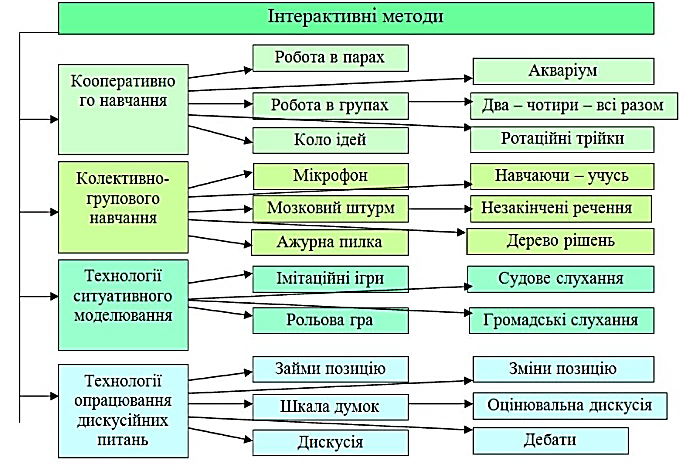 Інтерактивні методи
Кооперативно
го навчання
Робота в парах
Акваріум
Робота в групах
Два – чотири – всі разом
Коло ідей
Ротаційні трійки
Колективно-
групового
навчання
Мікрофон
Навчаючи – учусь
Мозковий штурм
Незакінчені речення
Ажурна пилка
Дерево рішень
Технології
ситуативного
моделювання
Імітаційні ігри
Судове слухання
Рольова гра
Громадські слухання
Технології
опрацювання
дискусійних
питань
Займи позицію
Зміни позицію
Шкала думок
Оцінювальна дискусія
Дискусія
Дебати